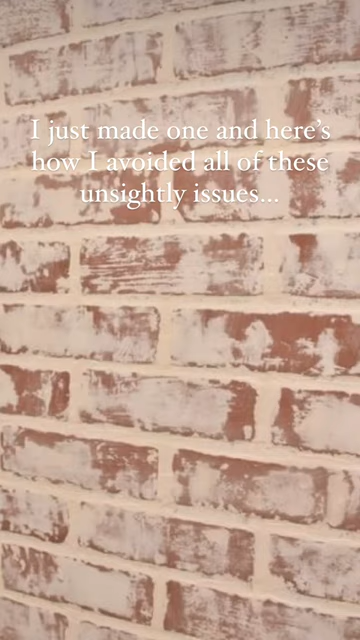 I just made one and here’s
how I avoided all of these
unsightly issues...